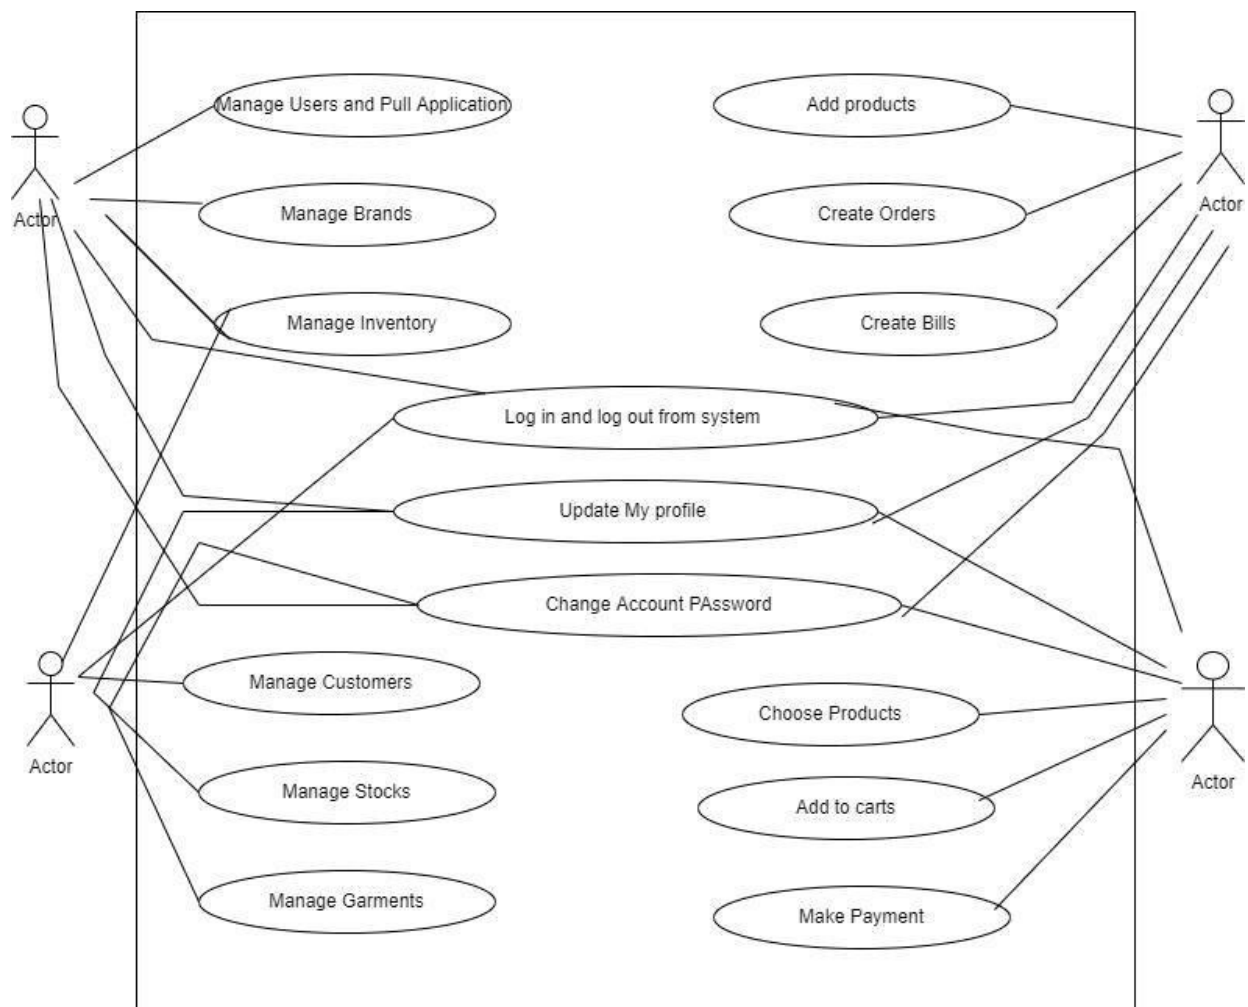 Manage Users and Pull Application
Add products
Actor
Manage Brands
Create Orders
Actor
Manage Inventory
Create Bills
Log in and log out from system
Update My profile
Change Account PAssword
Manage Customers
Choose Products
Actor
Manage Stocks
Add to carts
Actor
Manage Garments
Make Payment